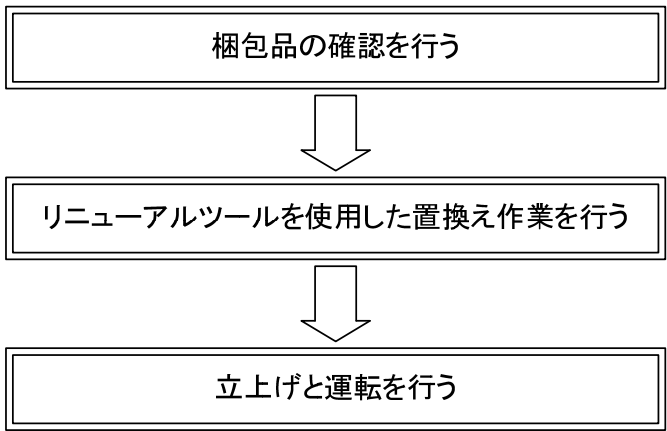 梱包品の確認を行う
リニューアルツールを使用した置換え作業を行う
立上げと運転を行う